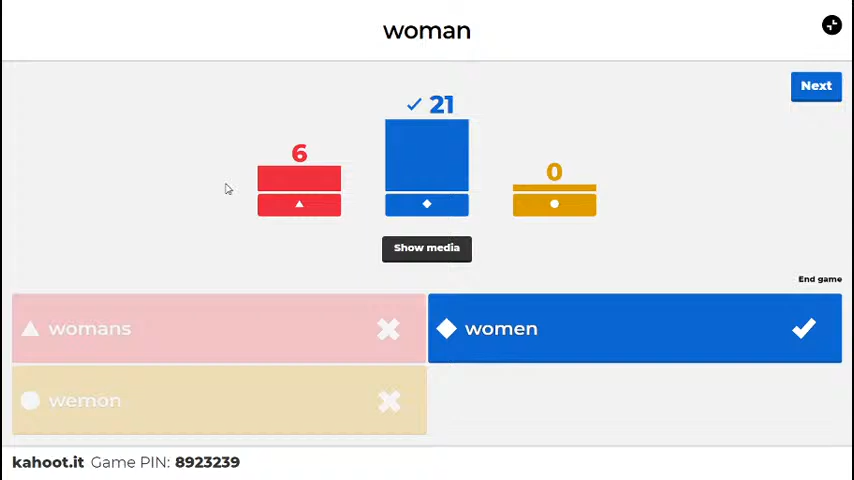 woman
Next
✓ 21
6
0
Show media
End game
womans
women
wemon
kahoot.it Game PIN: 8923239